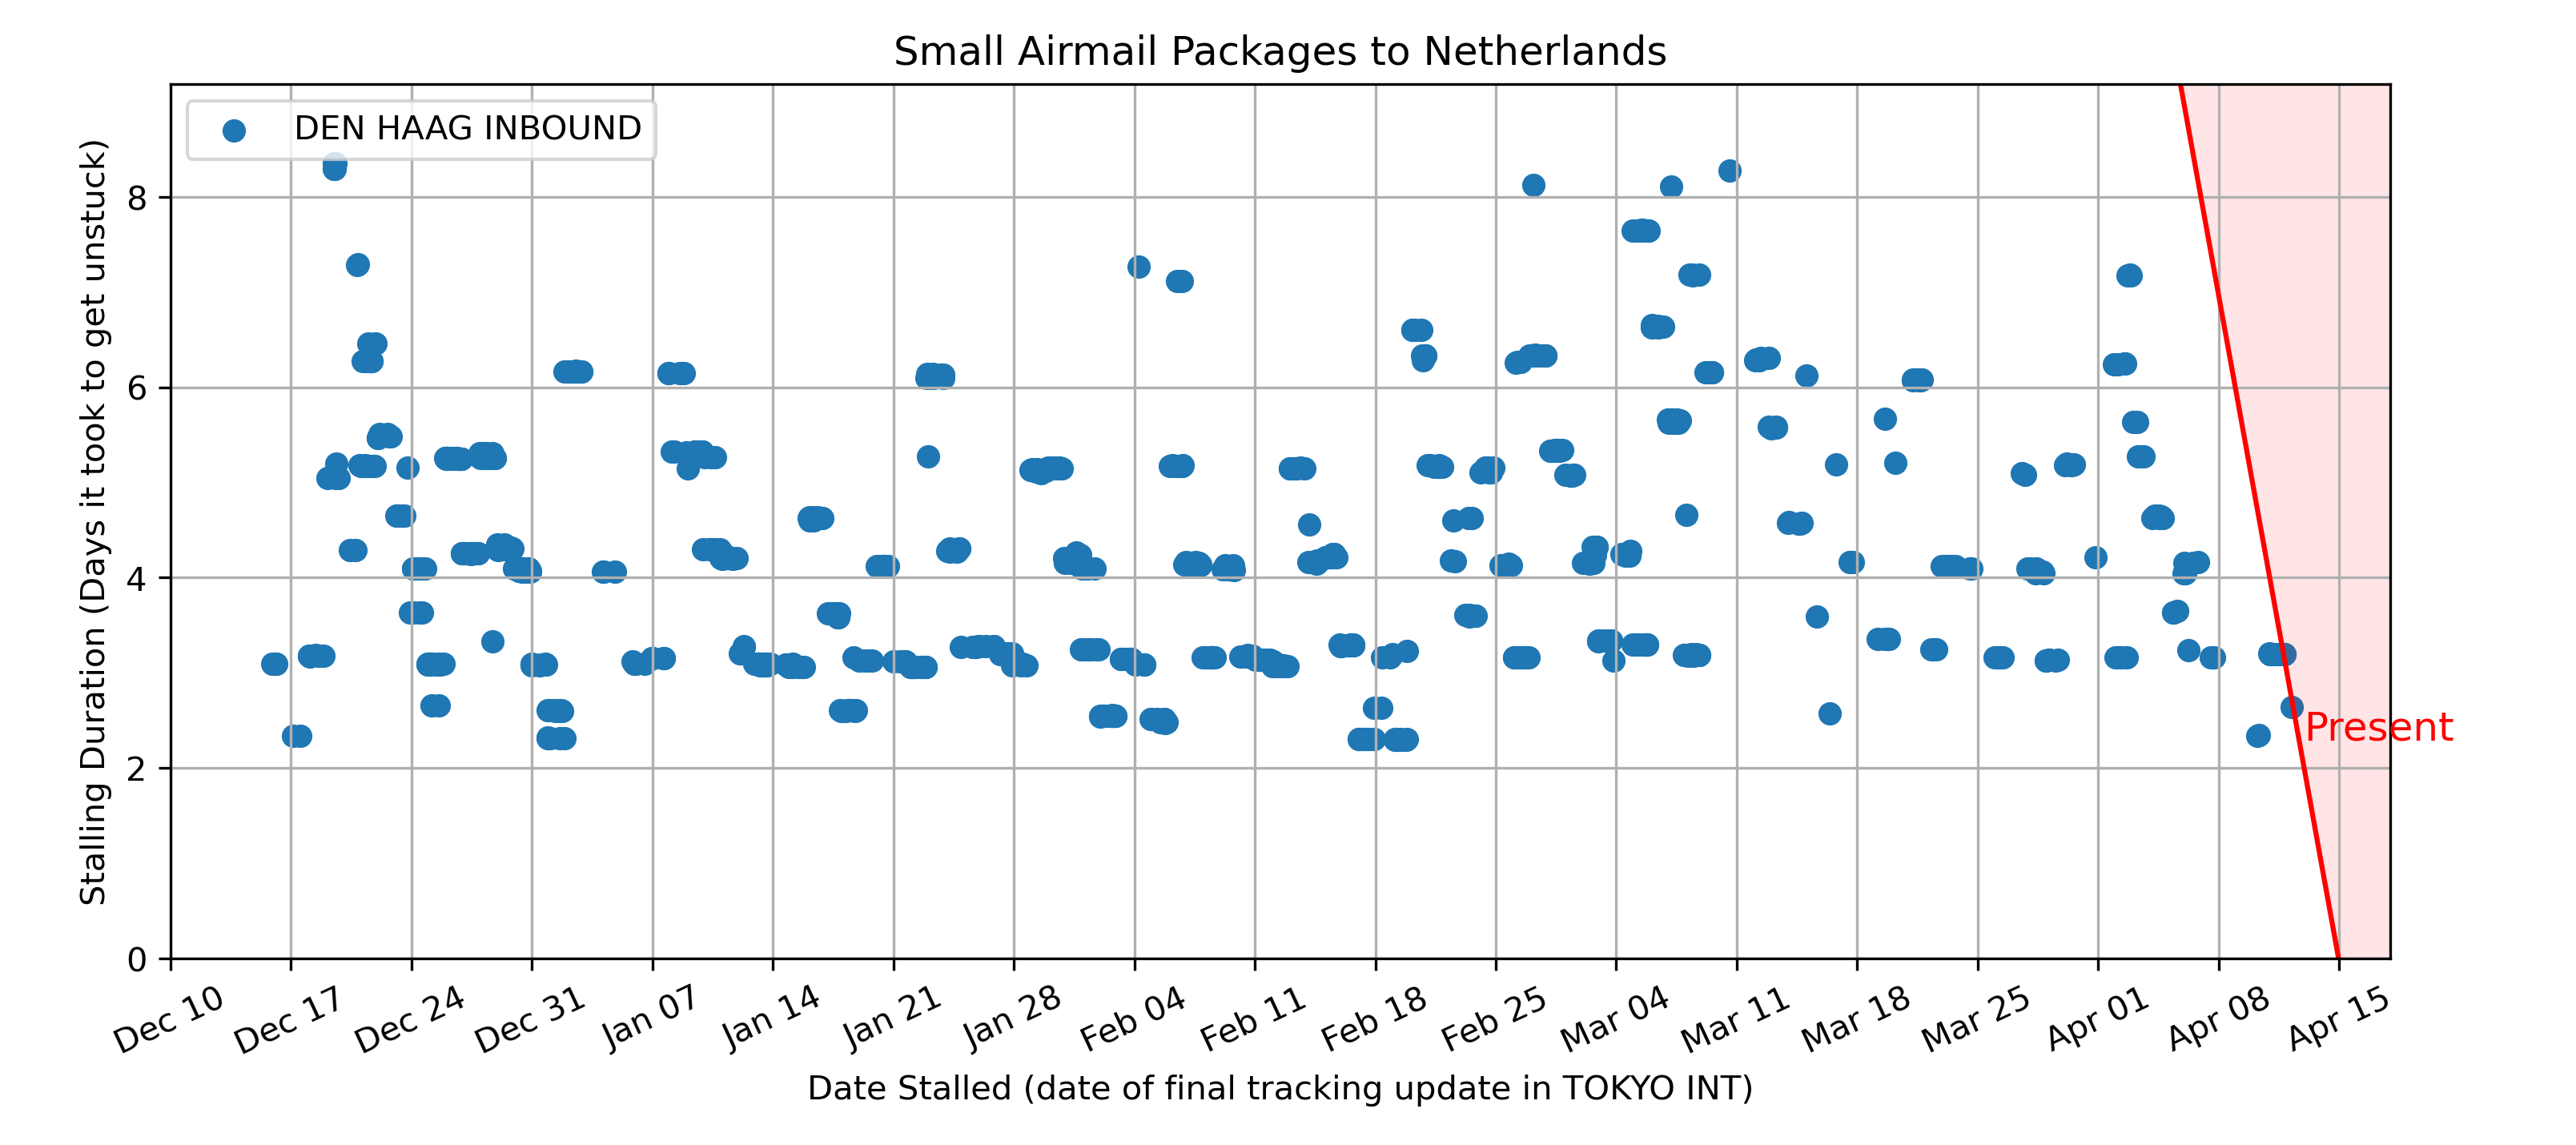 Small Airmail Packages to Netherlands
DEN HAAG INBOUND
Stalling Duration (Days it took to get unstuck)
8
6
4
2
0
Present
Dec 10
Dec 17
Dec 24
Dec 31
Jan 07
Jan 14
Jan 21
Jan 28
Feb 04
Feb 11
Feb 18
Feb 25
Mar 04
Mar 11
Mar 18
Mar 25
Apr 01
Apr 08
Apr 15
Date Stalled (date of final tracking update in TOKYO INT)